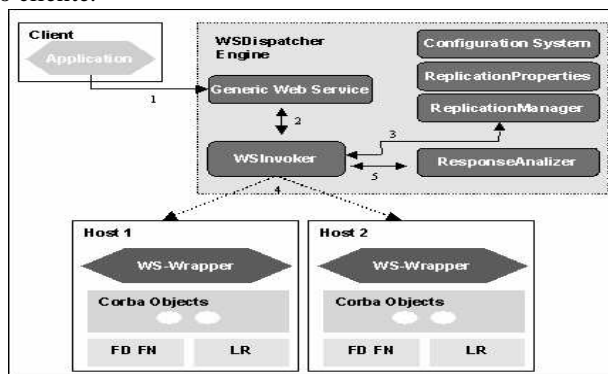 o cliente.
Client
Application
WSDispatcher
Engine
Configuration System
ReplicationProperties
ReplicationManager
Generic Web Service
1
2
3
WSInvoker
ResponseAnalizer
5
4
Host 1
WS-Wrapper
Corba Objects
FD FN
LR
Host 2
WS-Wrapper
Corba Objects
FD FN
LR